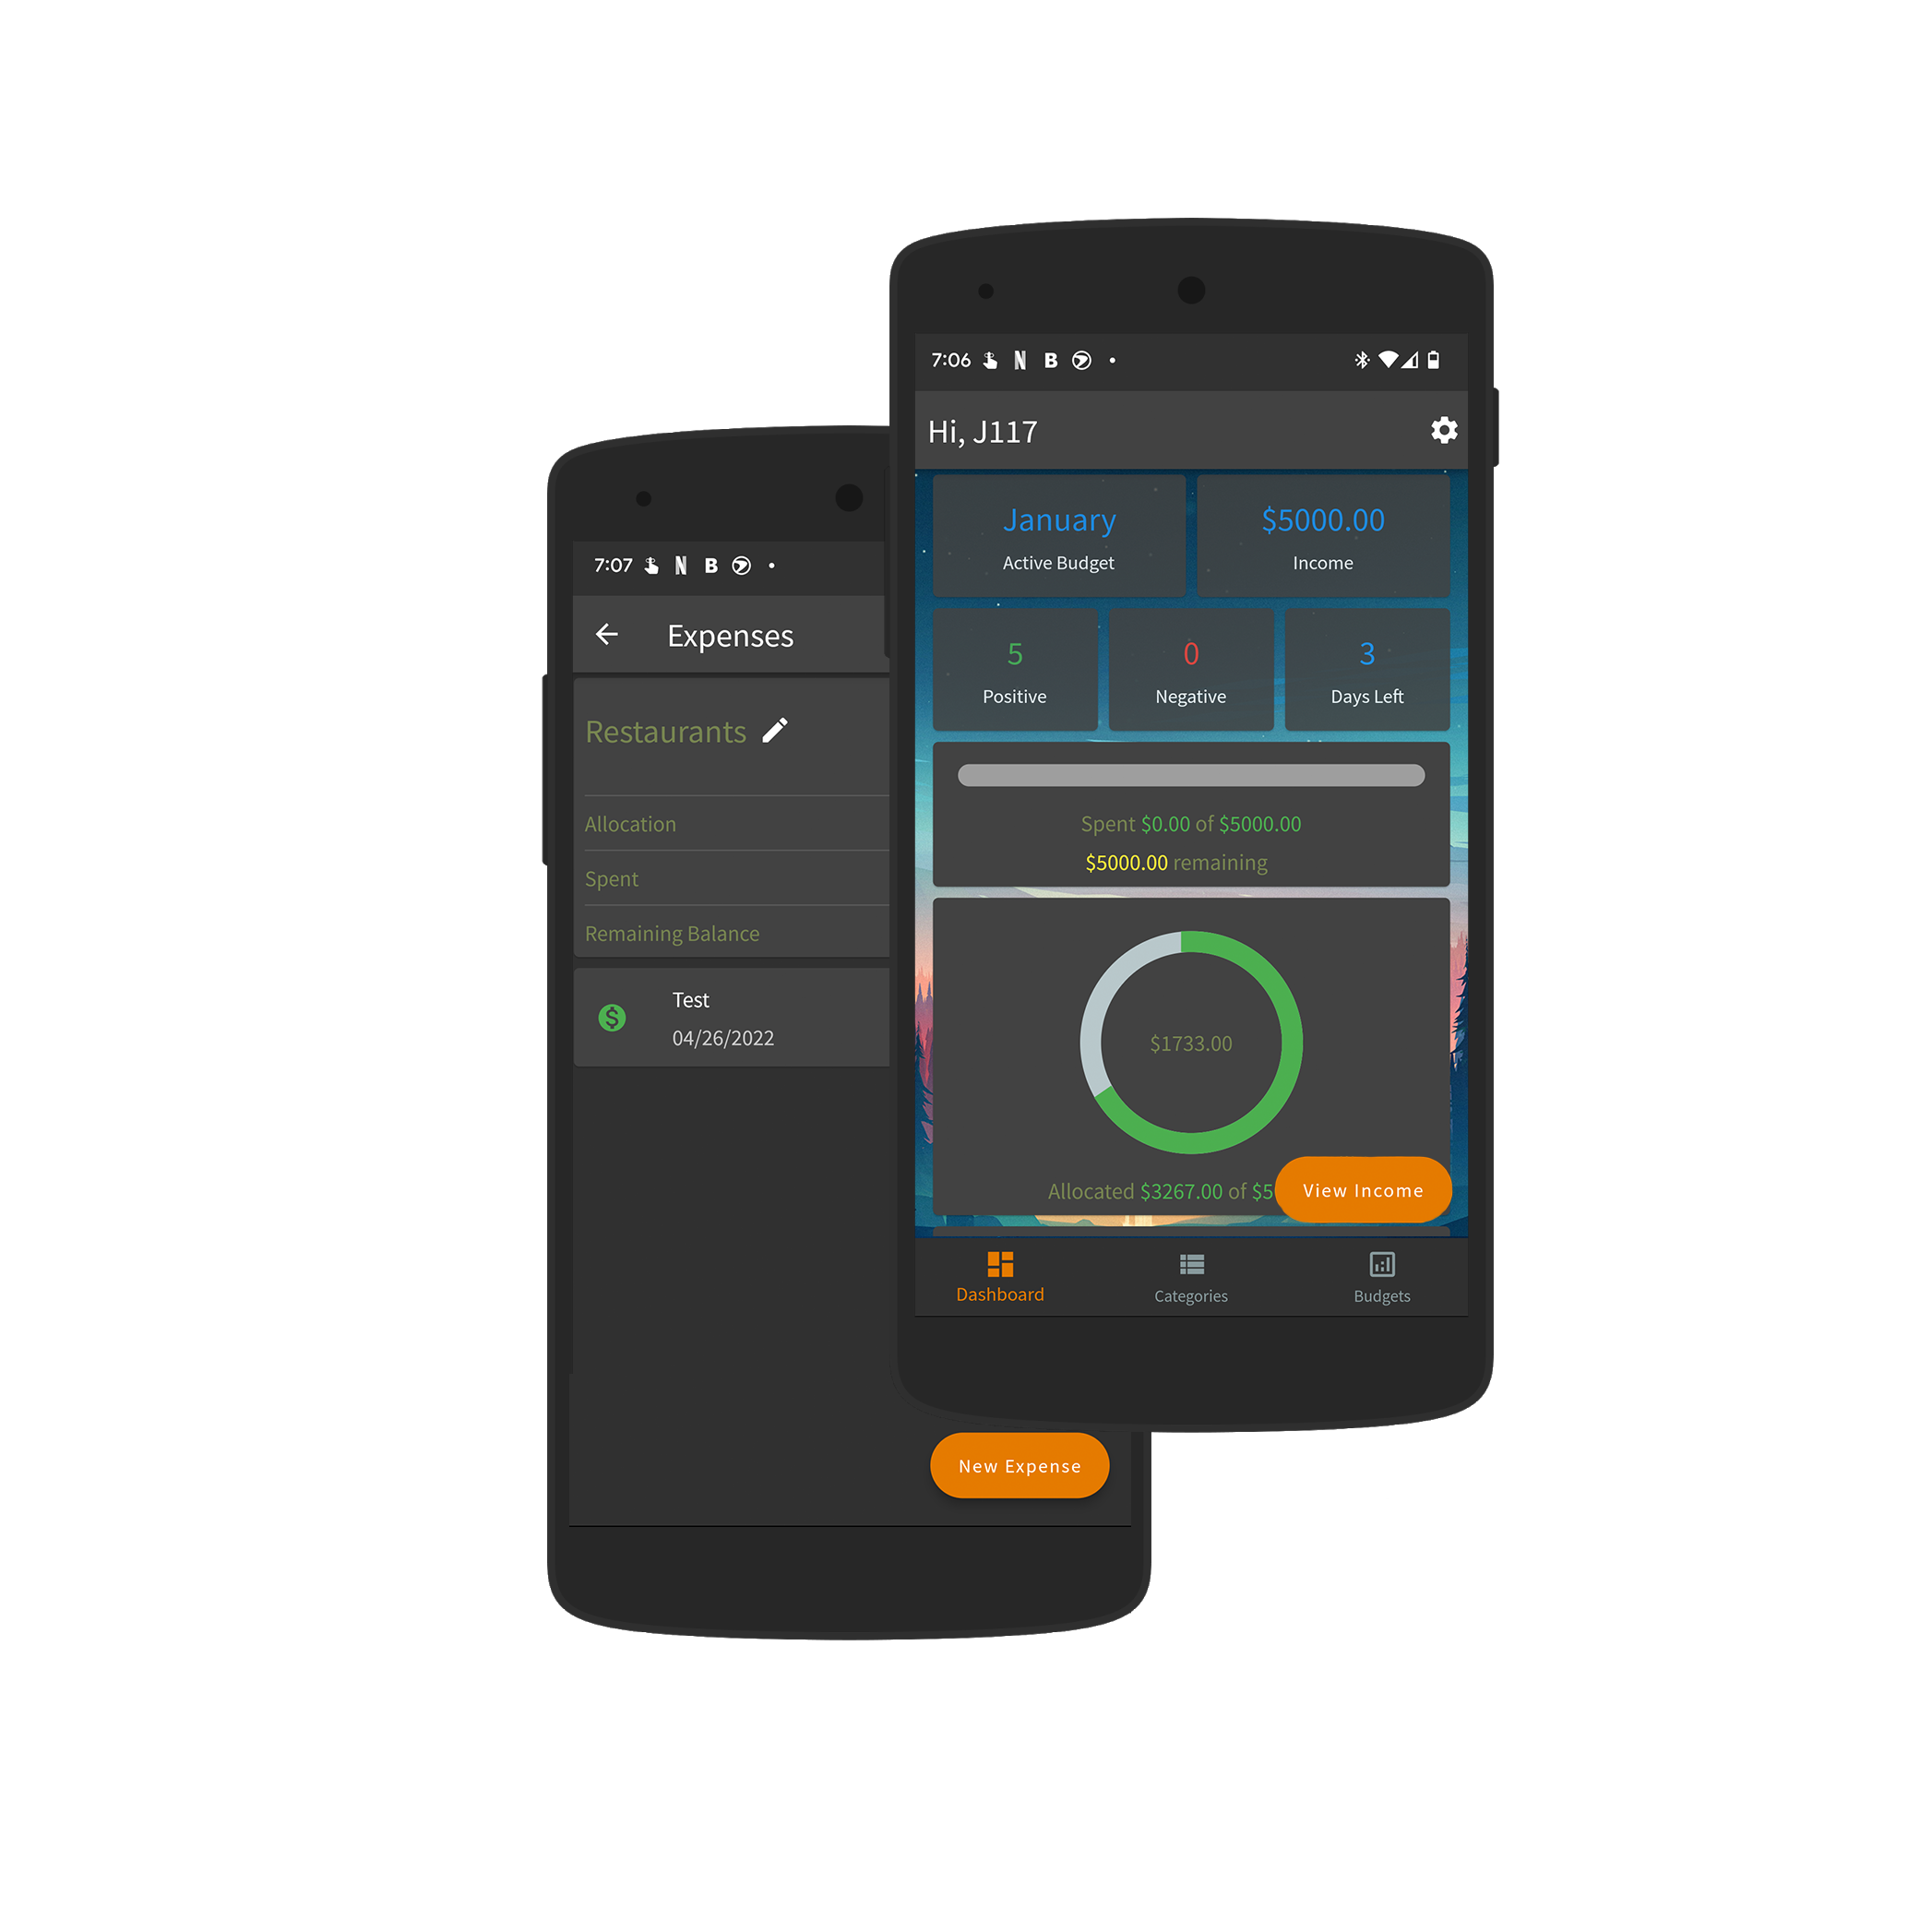 7:06 N B
Hi, J117
January
Active Budget
$5000.00
Income
5
Positive
0
Negative
3
Days Left
Spent $0.00 of $5000.00
$5000.00 remaining
$1733.00
Allocated $3267.00 of $5
View Income
Dashboard
Categories
Budgets
7:07 N B
Expenses
Restaurants
Allocation
Spent
Remaining Balance
Test
04/26/2022
New Expense